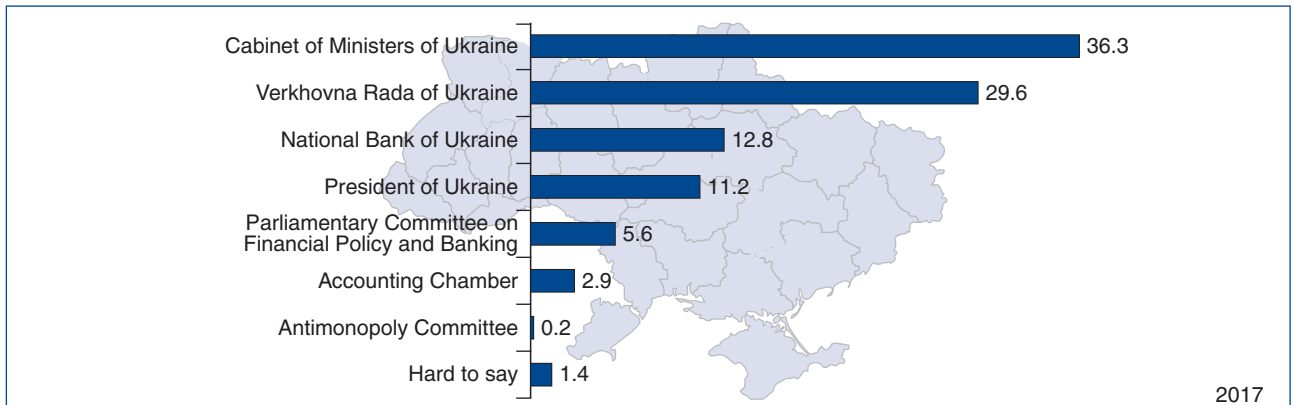 Cabinet of Ministers of Ukraine 36.3
Verkhovna Rada of Ukraine 29.6
National Bank of Ukraine 12.8
President of Ukraine 11.2
Parliamentary Committee on
Financial Policy and Banking 5.6
Accounting Chamber 2.9
Antimonopoly Committee 0.2
Hard to say 1.4
2017